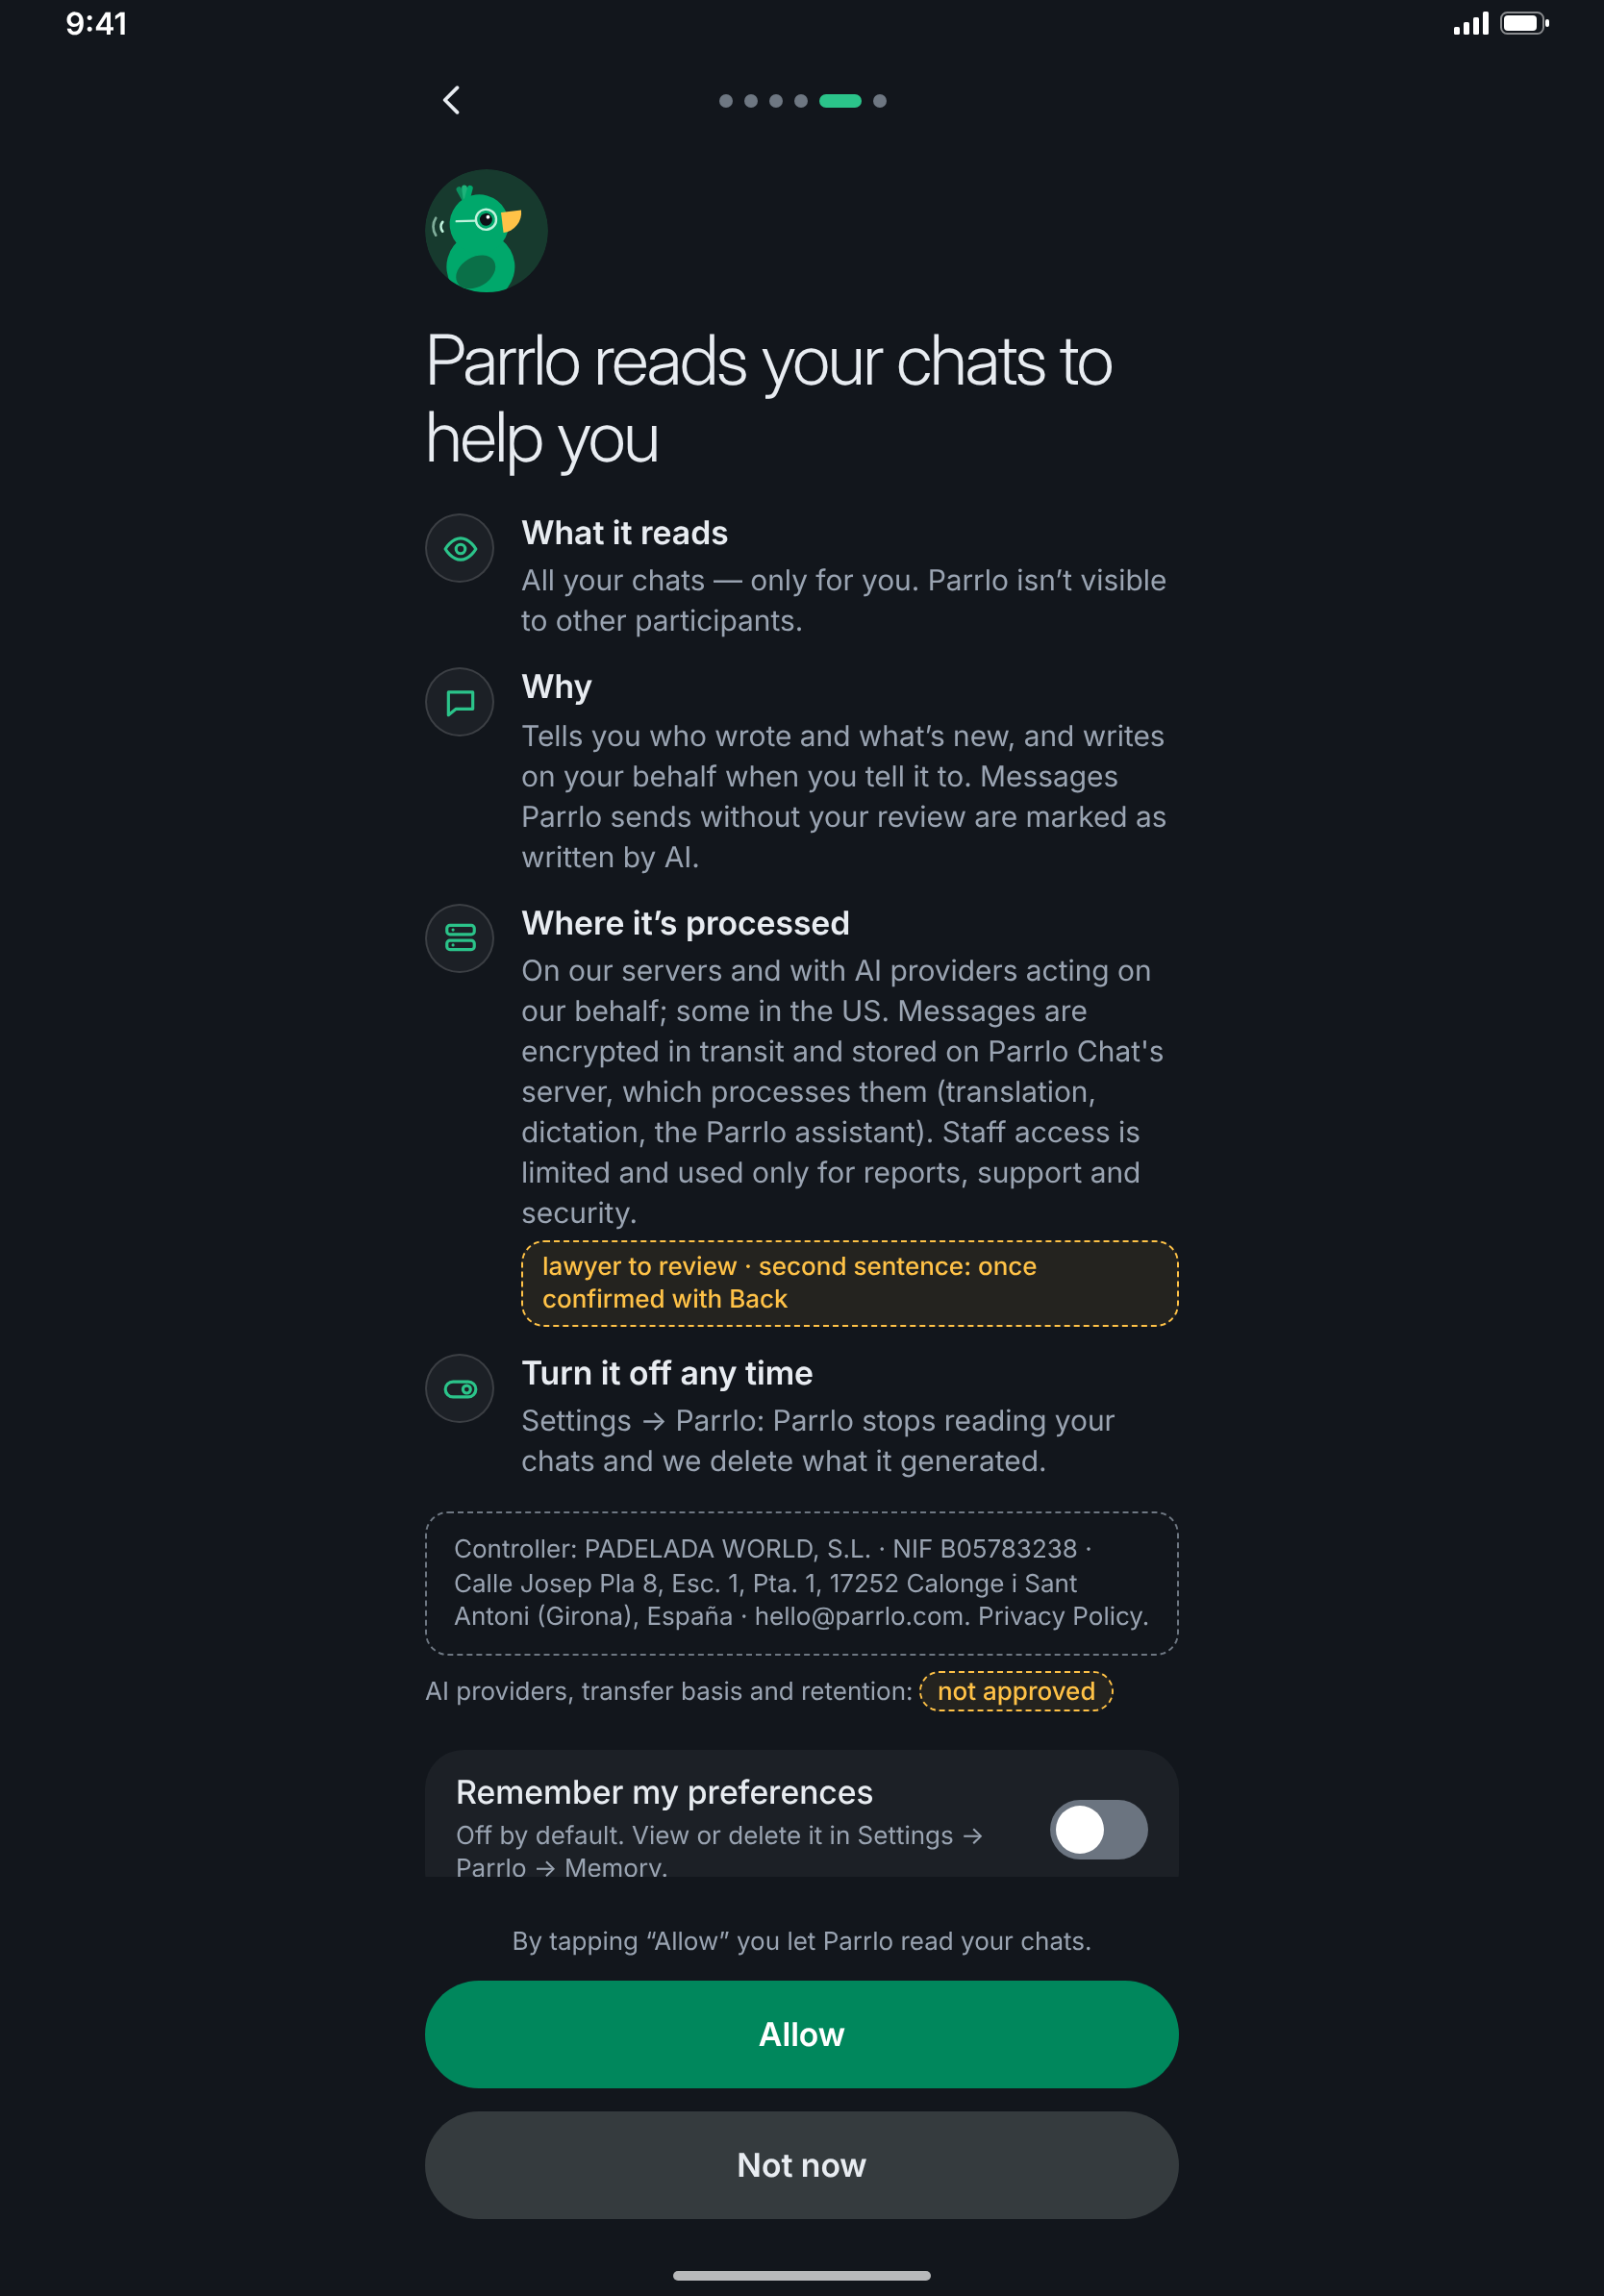 9:41
Parrlo reads your chats to
help you
What it reads
All your chats — only for you. Parrlo isn’t visible
to other participants.
Why
Tells you who wrote and what’s new, and writes
on your behalf when you tell it to. Messages
Parrlo sends without your review are marked as
written by AI.
Where it’s processed
On our servers and with AI providers acting on
our behalf; some in the US. Messages are
encrypted in transit and stored on Parrlo Chat's
server, which processes them (translation,
dictation, the Parrlo assistant). Staff access is
limited and used only for reports, support and
security.
lawyer to review · second sentence: once
confirmed with Back
Turn it off any time
Settings → Parrlo: Parrlo stops reading your
chats and we delete what it generated.
Controller: PADELADA WORLD, S.L. · NIF B05783238 ·
Calle Josep Pla 8, Esc. 1, Pta. 1, 17252 Calonge i Sant
Antoni (Girona), España · hello@parrlo.com. Privacy Policy.
AI providers, transfer basis and retention: not approved
Remember my preferences
Off by default. View or delete it in Settings →
Parrlo → Memory.
By tapping “Allow” you let Parrlo read your chats.
Allow
Not now